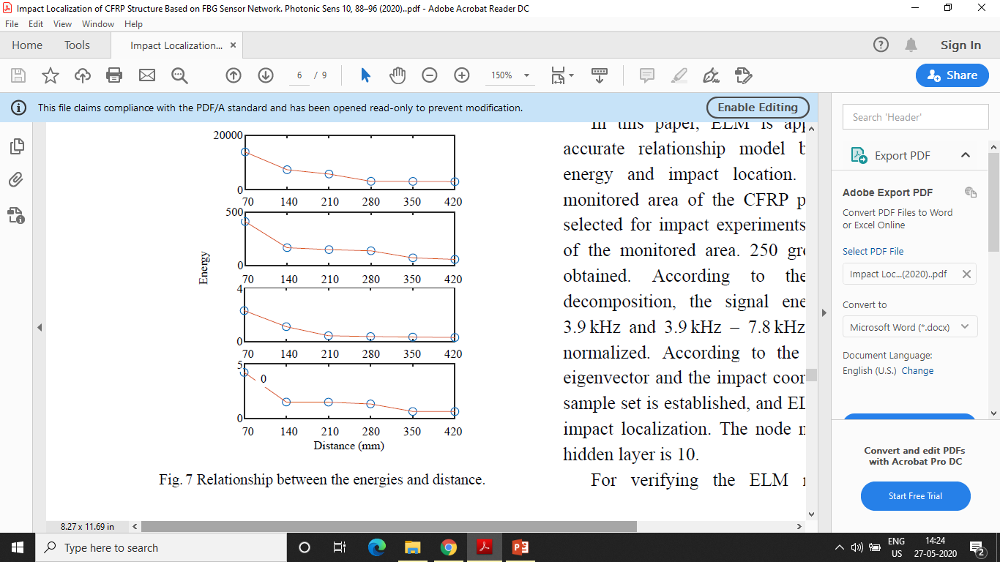 Impact Localization of CFRP Structure Based on FBG Sensor Network. Photonic Sens 10, 88–96 (2020)..pdf - Adobe Acrobat Reader DC
File Edit View Window Help
Home Tools Impact Localization... × Sign In
6 / 9 150% Share
This file claims compliance with the PDF/A standard and has been opened read-only to prevent modification. Enable Editing
20000
0
70 140 210 280 350 420
500
0
70 140 210 280 350 420
4
0
70 140 210 280 350 420
5
0
0
70 140 210 280 350 420
Energy
Distance (mm)
Fig. 7 Relationship between the energies and distance.
In this paper, ELM is app
accurate relationship model b
energy and impact location.
monitored area of the CFRP p
selected for impact experiments
of the monitored area. 250 gro
obtained. According to the
decomposition, the signal ene
3.9 kHz and 3.9 kHz – 7.8 kHz
normalized. According to the
eigenvector and the impact coor
sample set is established, and EL
impact localization. The node n
hidden layer is 10.
For verifying the ELM
8.27 x 11.69 in
Search 'Header'
Export PDF
Adobe Export PDF
Convert PDF Files to Word
or Excel Online
Select PDF File
Impact Loc...(2020)..pdf
Convert to
Microsoft Word (*.docx)
Document Language:
English (U.S.) Change
Convert and edit PDFs
with Acrobat Pro DC
Start Free Trial
Type here to search
ENG
US
14:24
27-05-2020
2